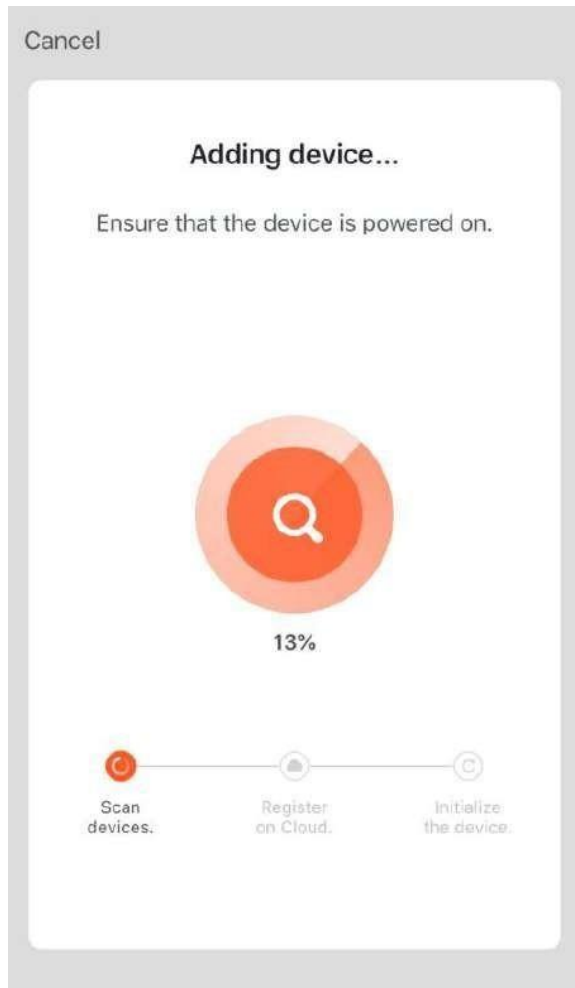 Cancel
Adding device...
Ensure that the device is powered on.
13%
Scan
devices.
Register
on Cloud.
Initialize
the device.